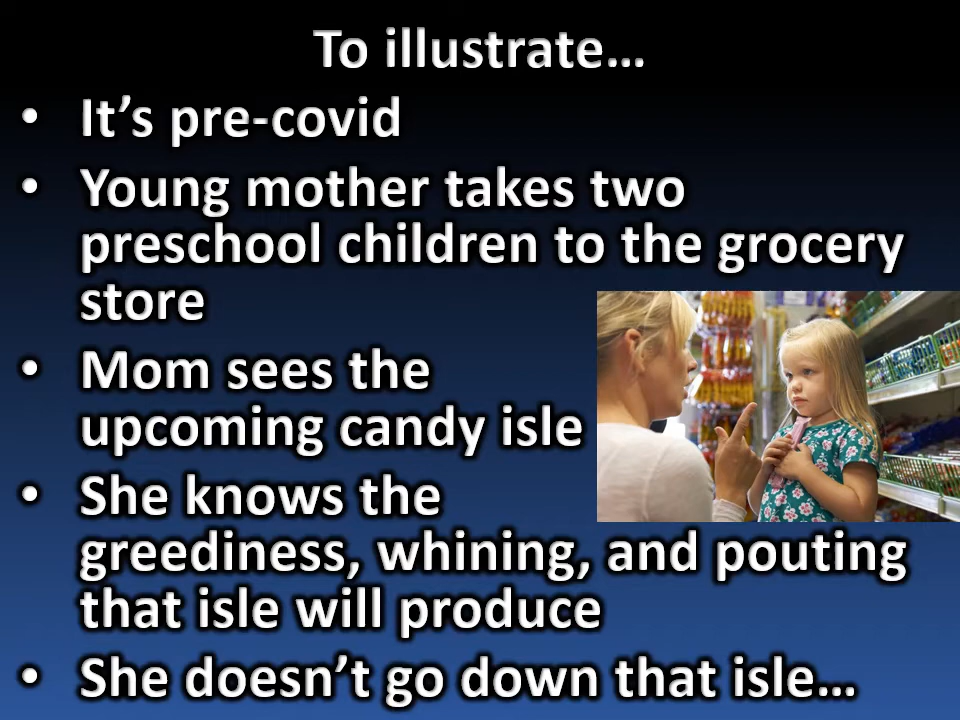 To illustrate…
• It’s pre-covid
• Young mother takes two
preschool children to the grocery
store
• Mom sees the
upcoming candy isle
• She knows the
greediness, whining, and pouting
that isle will produce
• She doesn’t go down that isle…